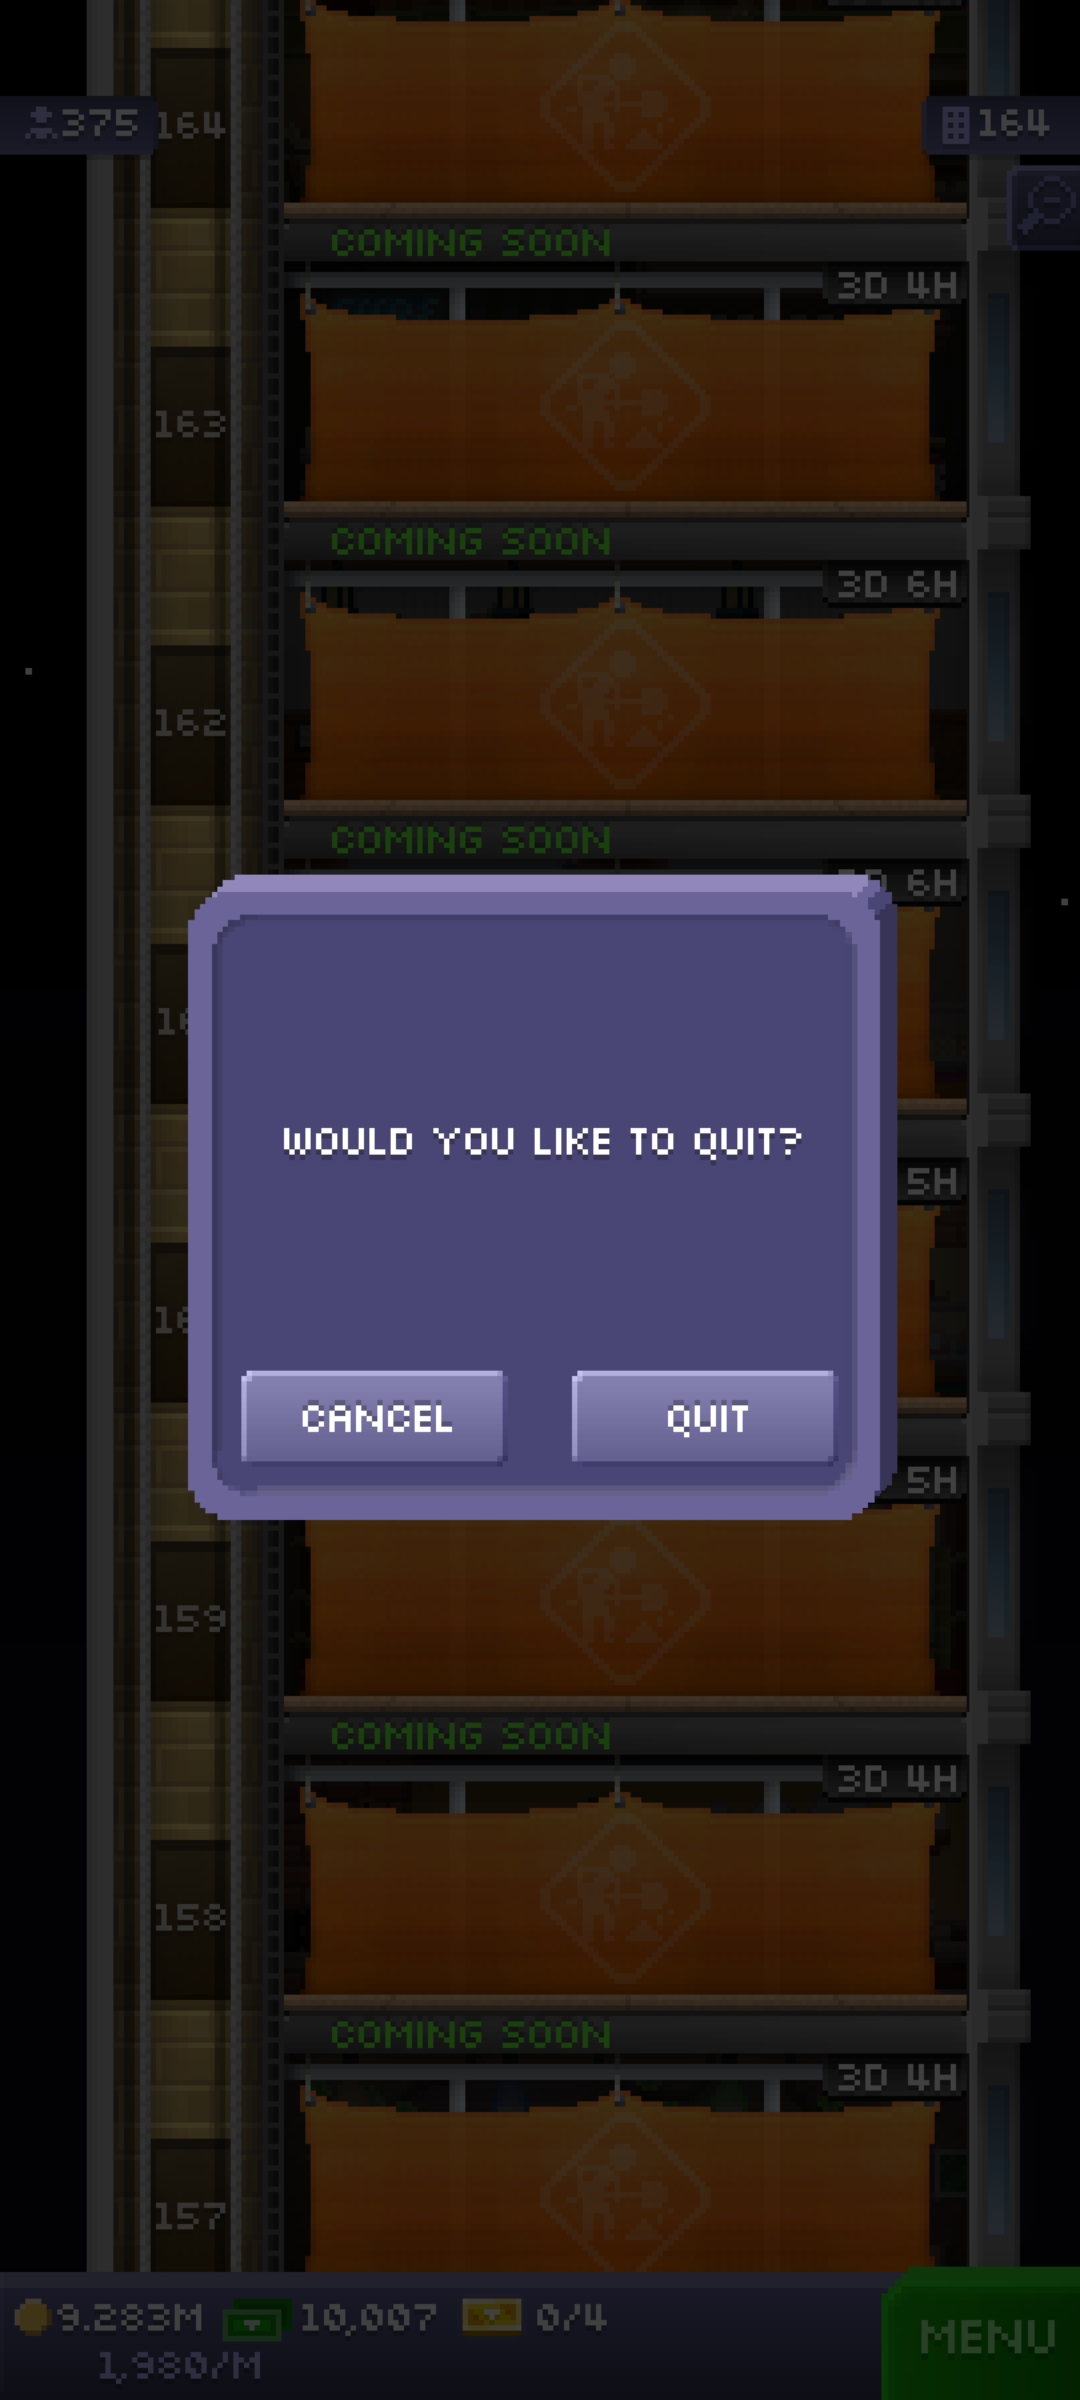 375
164
164
COMING SOON
3D 4H
163
COMING SOON
3D 6H
162
COMING SOON
6H
WOULD YOU LIKE TO QUIT?
5H
CANCEL
QUIT
5H
159
COMING SOON
3D 4H
158
COMING SOON
3D 4H
157
9.283M
10,007
0/4
1,980/M
MENU